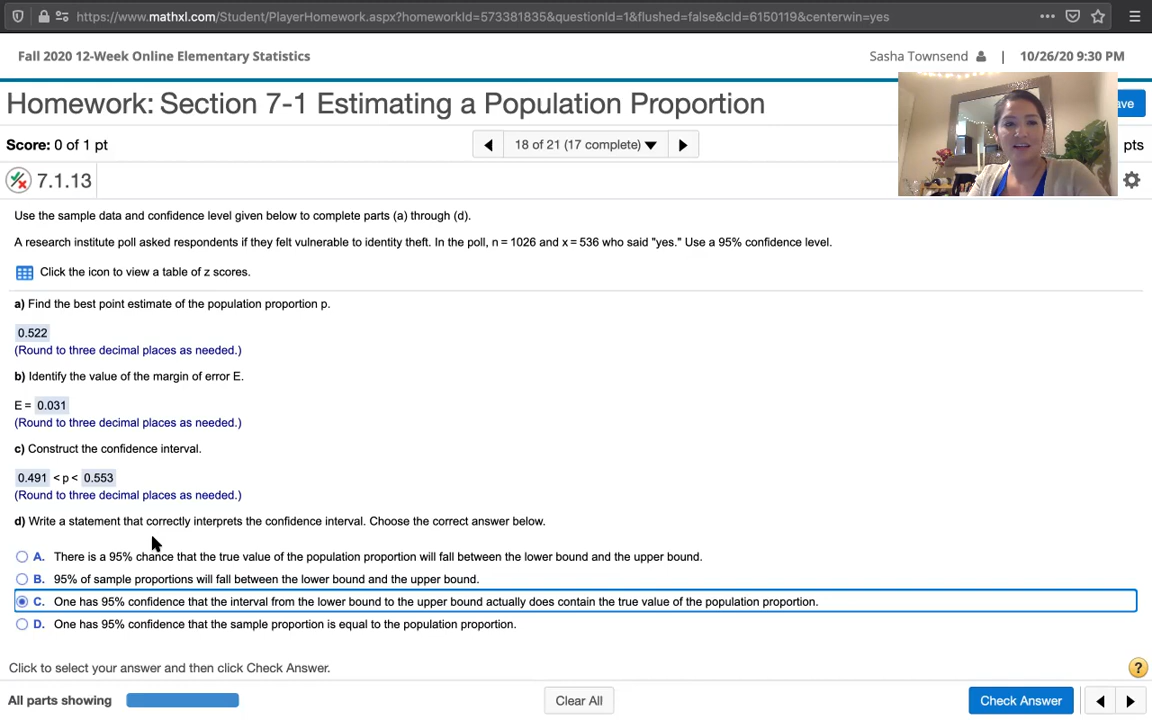 https://www.mathxl.com/Student/PlayerHomework.aspx?homeworkId=573381835&questionId=1&flushed=false&cId=6150119&centerwin=yes
Fall 2020 12-Week Online Elementary Statistics
Sasha Townsend | 10/26/20 9:30 PM
Homework: Section 7-1 Estimating a Population Proportion
Score: 0 of 1 pt
18 of 21 (17 complete)
pts
7.1.13
Use the sample data and confidence level given below to complete parts (a) through (d).
A research institute poll asked respondents if they felt vulnerable to identity theft. In the poll, n = 1026 and x = 536 who said "yes." Use a 95% confidence level.
Click the icon to view a table of z scores.
a) Find the best point estimate of the population proportion p.
0.522
(Round to three decimal places as needed.)
b) Identify the value of the margin of error E.
E = 0.031
(Round to three decimal places as needed.)
c) Construct the confidence interval.
0.491 < p < 0.553
(Round to three decimal places as needed.)
d) Write a statement that correctly interprets the confidence interval. Choose the correct answer below.
A. There is a 95% chance that the true value of the population proportion will fall between the lower bound and the upper bound.
B. 95% of sample proportions will fall between the lower bound and the upper bound.
C. One has 95% confidence that the interval from the lower bound to the upper bound actually does contain the true value of the population proportion.
D. One has 95% confidence that the sample proportion is equal to the population proportion.
Click to select your answer and then click Check Answer.
?
All parts showing
Clear All
Check Answer